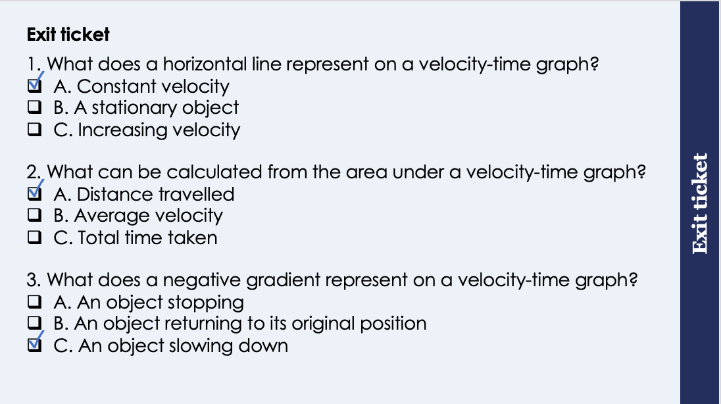 Exit ticket
1. What does a horizontal line represent on a velocity-time graph?
A. Constant velocity
B. A stationary object
C. Increasing velocity
2. What can be calculated from the area under a velocity-time graph?
A. Distance travelled
B. Average velocity
C. Total time taken
3. What does a negative gradient represent on a velocity-time graph?
A. An object stopping
B. An object returning to its original position
C. An object slowing down
Exit ticket